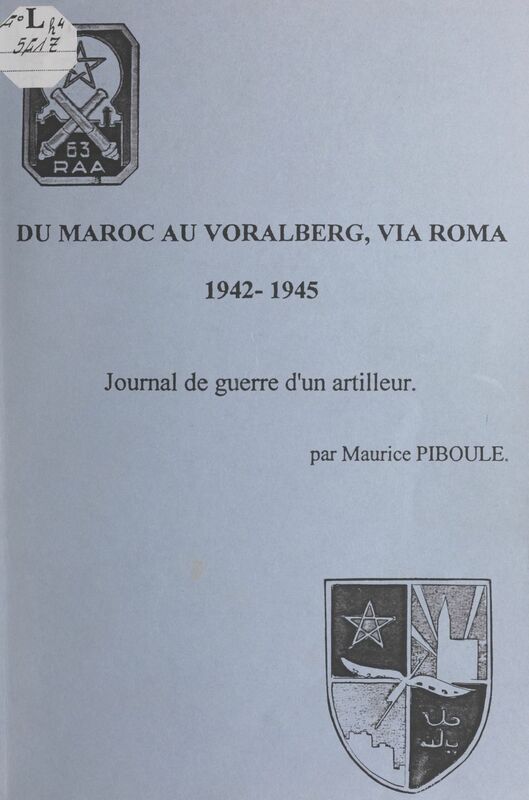 L
5417
63
RAA
DU MAROC AU VORALBERG, VIA ROMA
1942- 1945
Journal de guerre d'un artilleur.
par Maurice PIBOULE.